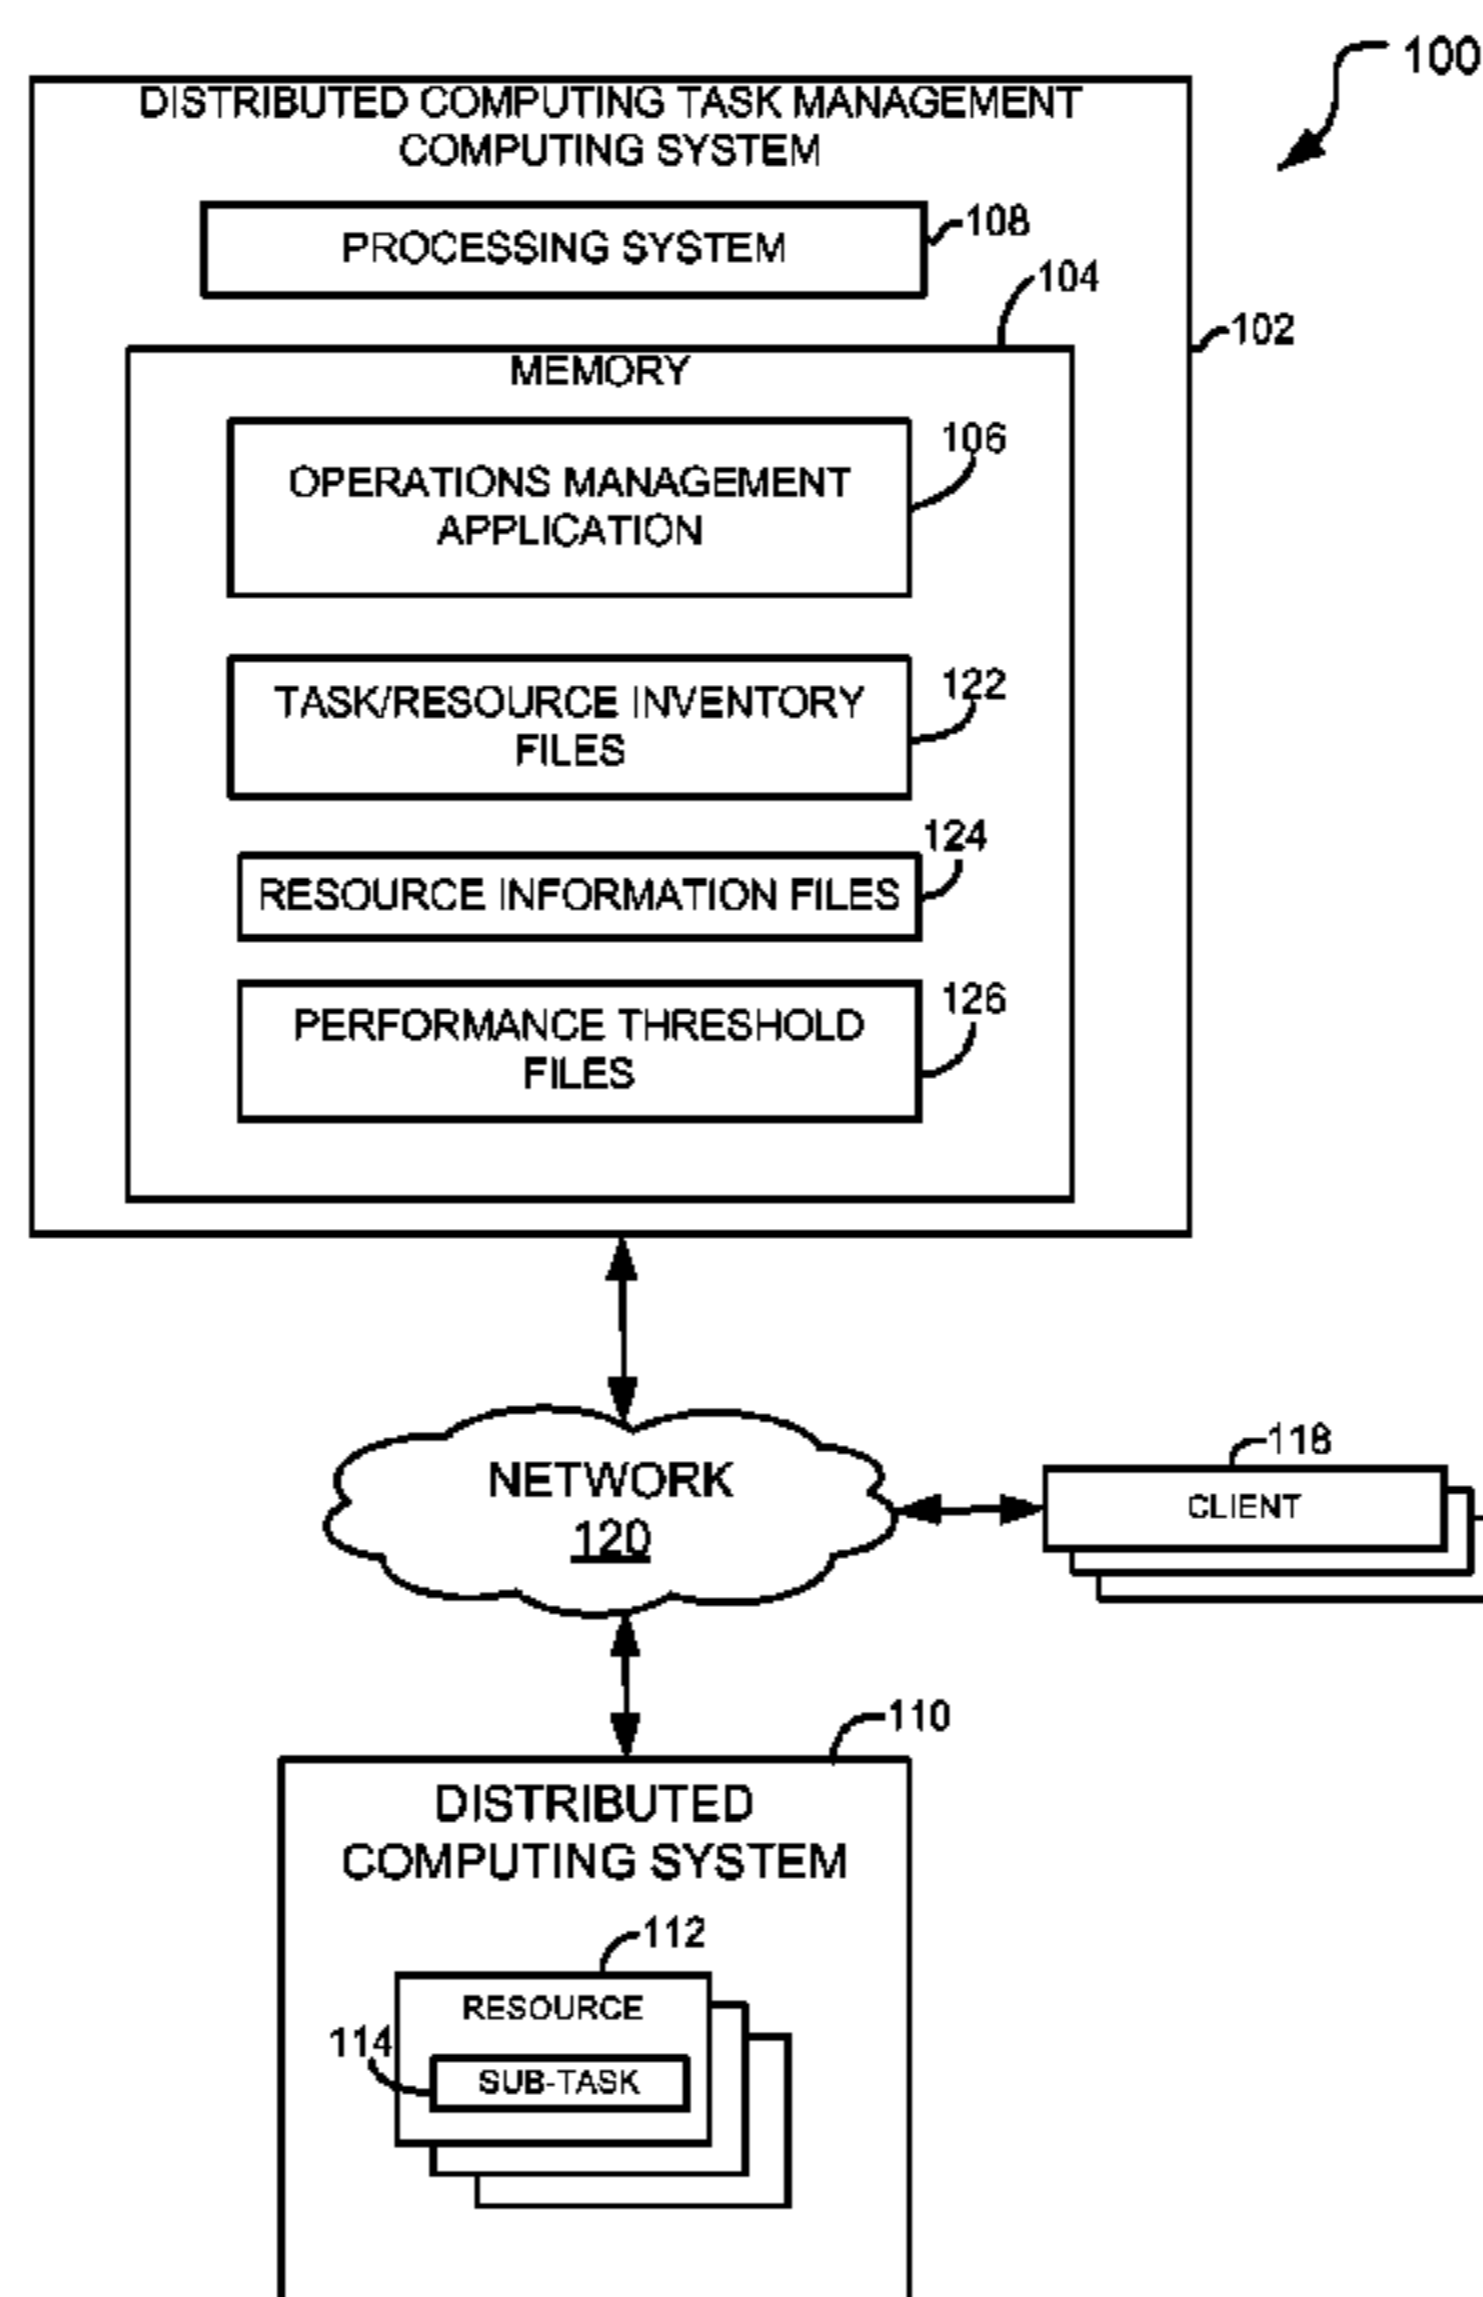 100
DISTRIBUTED COMPUTING TASK MANAGEMENT
COMPUTING SYSTEM
PROCESSING SYSTEM
108
104
102
MEMORY
OPERATIONS MANAGEMENT
APPLICATION
106
TASK/RESOURCE INVENTORY
FILES
122
124
RESOURCE INFORMATION FILES
126
PERFORMANCE THRESHOLD
FILES
NETWORK
120
118
CLIENT
110
DISTRIBUTED
COMPUTING SYSTEM
112
RESOURCE
114
SUB-TASK